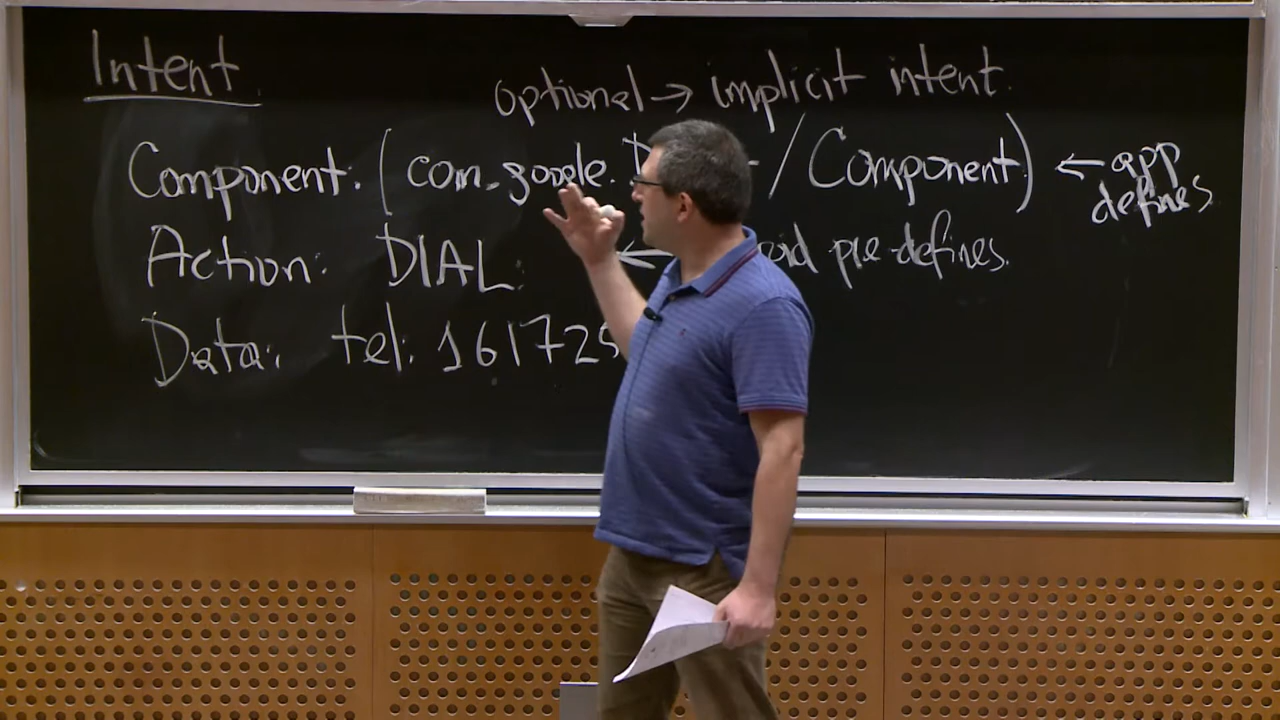 Intent
optional → implicit intent.
Component: (com.google. / Component) ← app defines
Action: DIAL. ← pre-defines.
Data: tel: 161725